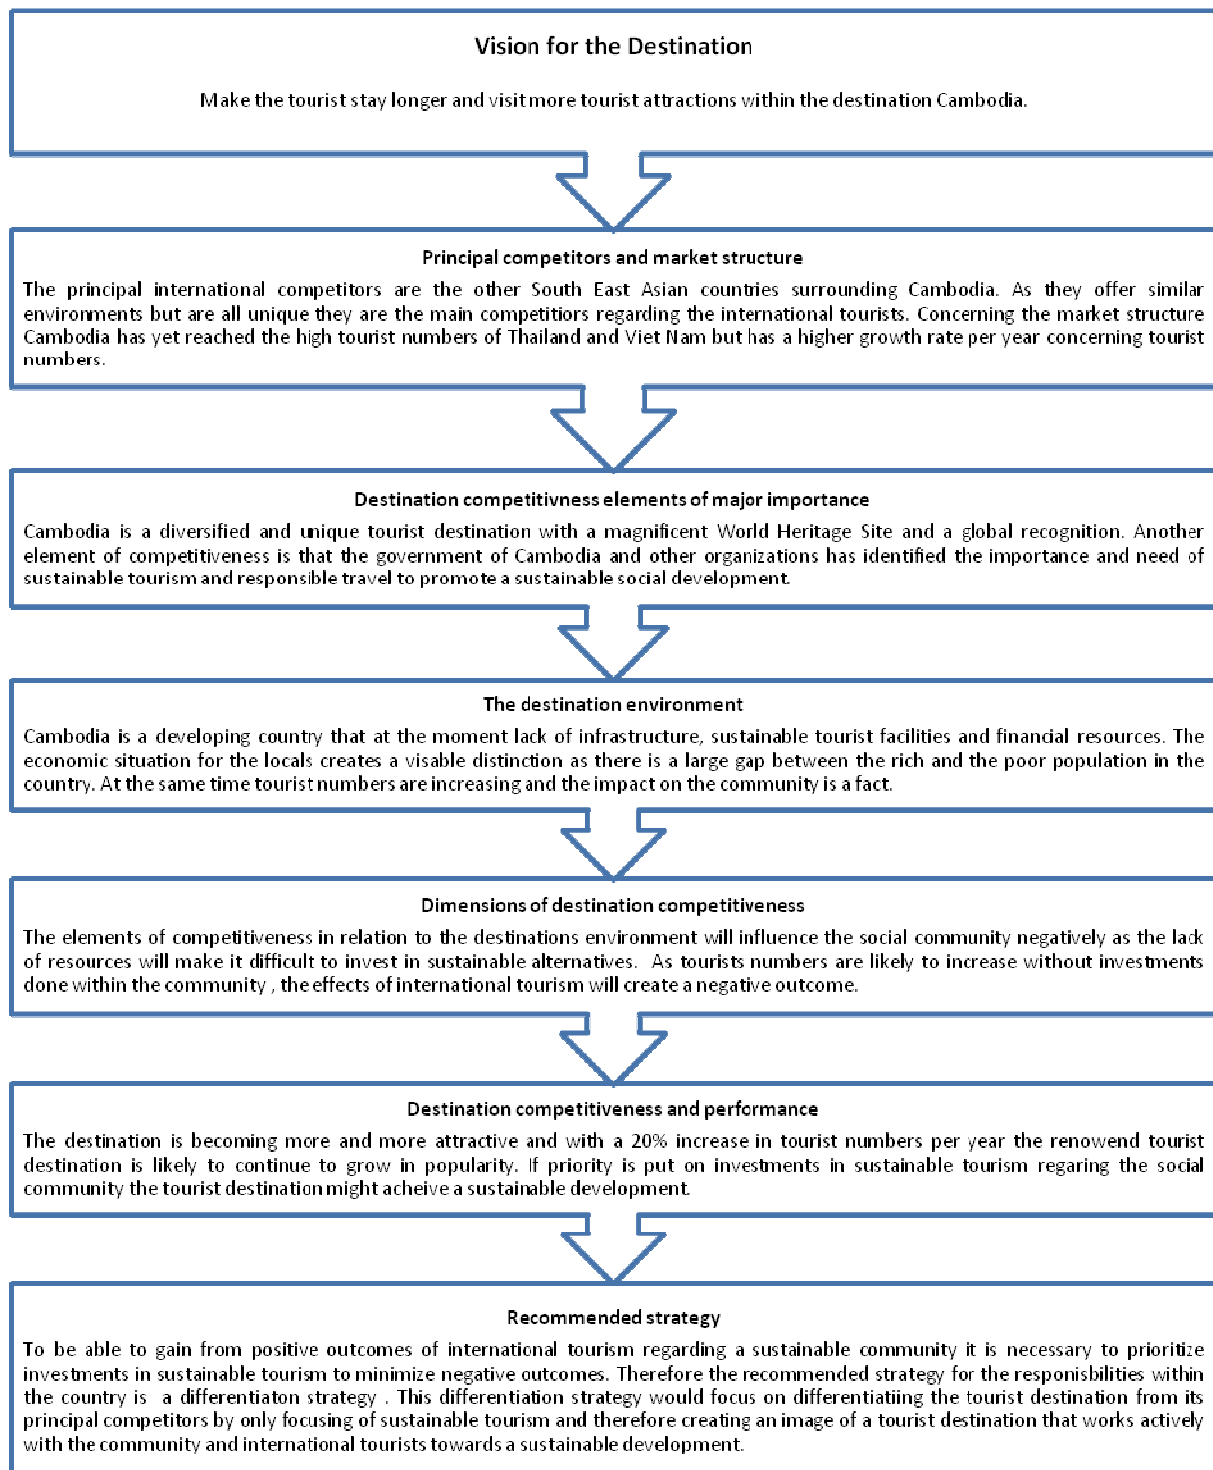 Vision for the Destination
Make the tourist stay longer and visit more tourist attractions within the destination Cambodia.
Principal competitors and market structure
The principal international competitors are the other South East Asian countries surrounding Cambodia. As they offer similar
environments but are all unique they are the main competitiors regarding the international tourists. Concerning the market structure
Cambodia has yet reached the high tourist numbers of Thailand and Viet Nam but has a higher growth rate per year concerning tourist
numbers.
Destination competitivness elements of major importance
Cambodia is a diversified and unique tourist destination with a magnificent World Heritage Site and a global recognition. Another
element of competitiveness is that the government of Cambodia and other organizations has identified the importance and need of
sustainable tourism and responsible travel to promote a sustainable social development.
The destination environment
Cambodia is a developing country that at the moment lack of infrastructure, sustainable tourist facilities and financial resources. The
economic situation for the locals creates a visable distinction as there is a large gap between the rich and the poor population in the
country. At the same time tourist numbers are increasing and the impact on the community is a fact.
Dimensions of destination competitiveness
The elements of competitiveness in relation to the destinations environment will influence the social community negatively as the lack
of resources will make it difficult to invest in sustainable alternatives.  As tourists numbers are likely to increase without investments
done within the community , the effects of international tourism will create a negative outcome.
Destination competitiveness and performance
The destination is becoming more and more attractive and with a 20% increase in tourist numbers per year the renowend tourist
destination is likely to continue to grow in popularity. If priority is put on investments in sustainable tourism regaring the social
community the tourist destination might acheive a sustainable development.
Recommended strategy
To be able to gain from positive outcomes of international tourism regarding a sustainable community it is necessary to prioritize
investments in sustainable tourism to minimize negative outcomes. Therefore the recommended strategy for the responisbilities within
the country is  a differentiaton strategy . This differentiation strategy would focus on differentiatiing the tourist destination from its
principal competitors by only focusing of sustainable tourism and therefore creating an image of a tourist destination that works actively
with the community and international tourists towards a sustainable development.